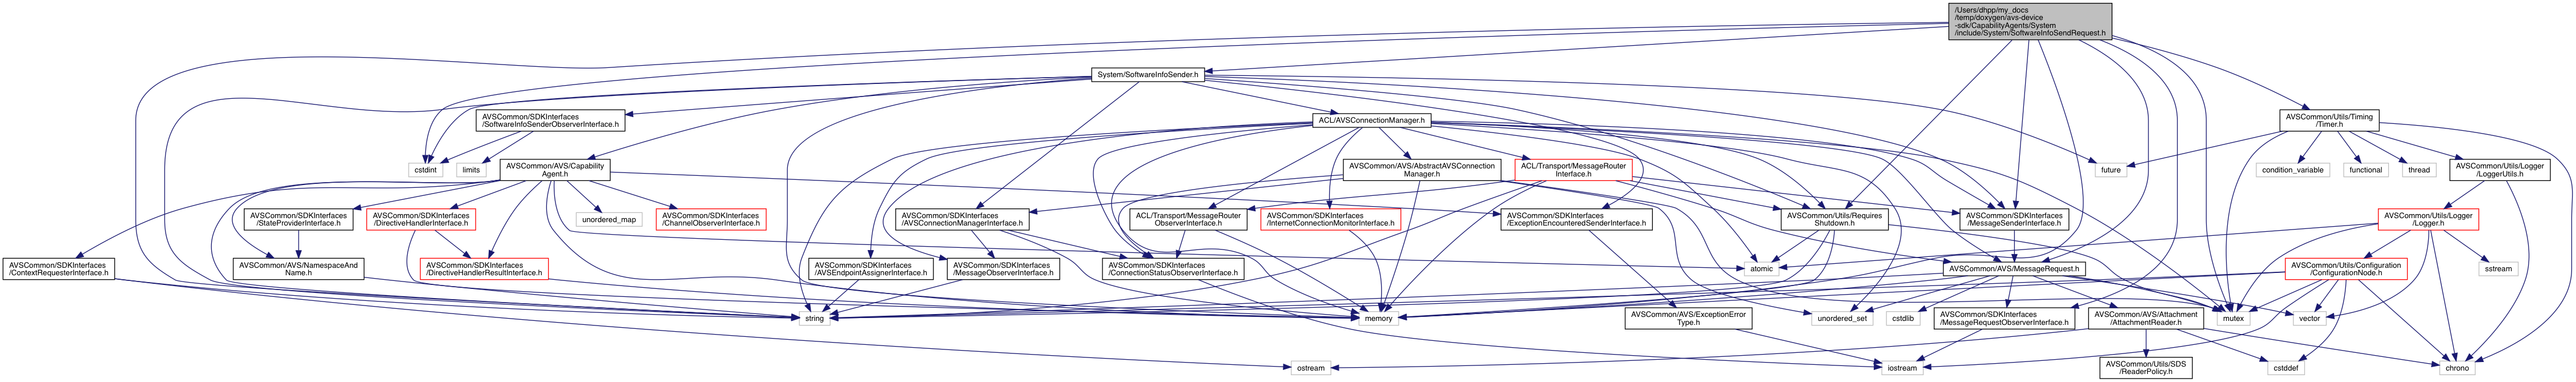 /Users/dhpp/my_docs
/temp/doxygen/avs-device
-sdk/CapabilityAgents/System
/include/System/SoftwareInfoSendRequest.h
System/SoftwareInfoSender.h
AVSCommon/SDKInterfaces
/SoftwareInfoSenderObserverInterface.h
ACL/AVSConnectionManager.h
AVSCommon/Utils/Timing
/Timer.h
cstdint
limits
AVSCommon/AVS/Capability
Agent.h
AVSCommon/AVS/AbstractAVSConnection
Manager.h
ACL/Transport/MessageRouter
Interface.h
future
condition_variable
functional
thread
AVSCommon/Utils/Logger
/LoggerUtils.h
AVSCommon/SDKInterfaces
/StateProviderInterface.h
AVSCommon/SDKInterfaces
/DirectiveHandlerInterface.h
unordered_map
AVSCommon/SDKInterfaces
/ChannelObserverInterface.h
AVSCommon/SDKInterfaces
/AVSConnectionManagerInterface.h
ACL/Transport/MessageRouter
ObserverInterface.h
AVSCommon/SDKInterfaces
/InternetConnectionMonitorInterface.h
AVSCommon/SDKInterfaces
/ExceptionEncounteredSenderInterface.h
AVSCommon/Utils/Requires
Shutdown.h
AVSCommon/SDKInterfaces
/MessageSenderInterface.h
AVSCommon/Utils/Logger
/Logger.h
AVSCommon/SDKInterfaces
/ContextRequesterInterface.h
AVSCommon/AVS/NamespaceAnd
Name.h
AVSCommon/SDKInterfaces
/DirectiveHandlerResultInterface.h
AVSCommon/SDKInterfaces
/AVSEndpointAssignerInterface.h
AVSCommon/SDKInterfaces
/MessageObserverInterface.h
AVSCommon/SDKInterfaces
/ConnectionStatusObserverInterface.h
atomic
AVSCommon/AVS/MessageRequest.h
AVSCommon/Utils/Configuration
/ConfigurationNode.h
sstream
string
memory
unordered_set
cstdlib
AVSCommon/AVS/ExceptionError
Type.h
AVSCommon/SDKInterfaces
/MessageRequestObserverInterface.h
AVSCommon/AVS/Attachment
/AttachmentReader.h
mutex
vector
ostream
iostream
AVSCommon/Utils/SDS
/ReaderPolicy.h
cstddef
chrono